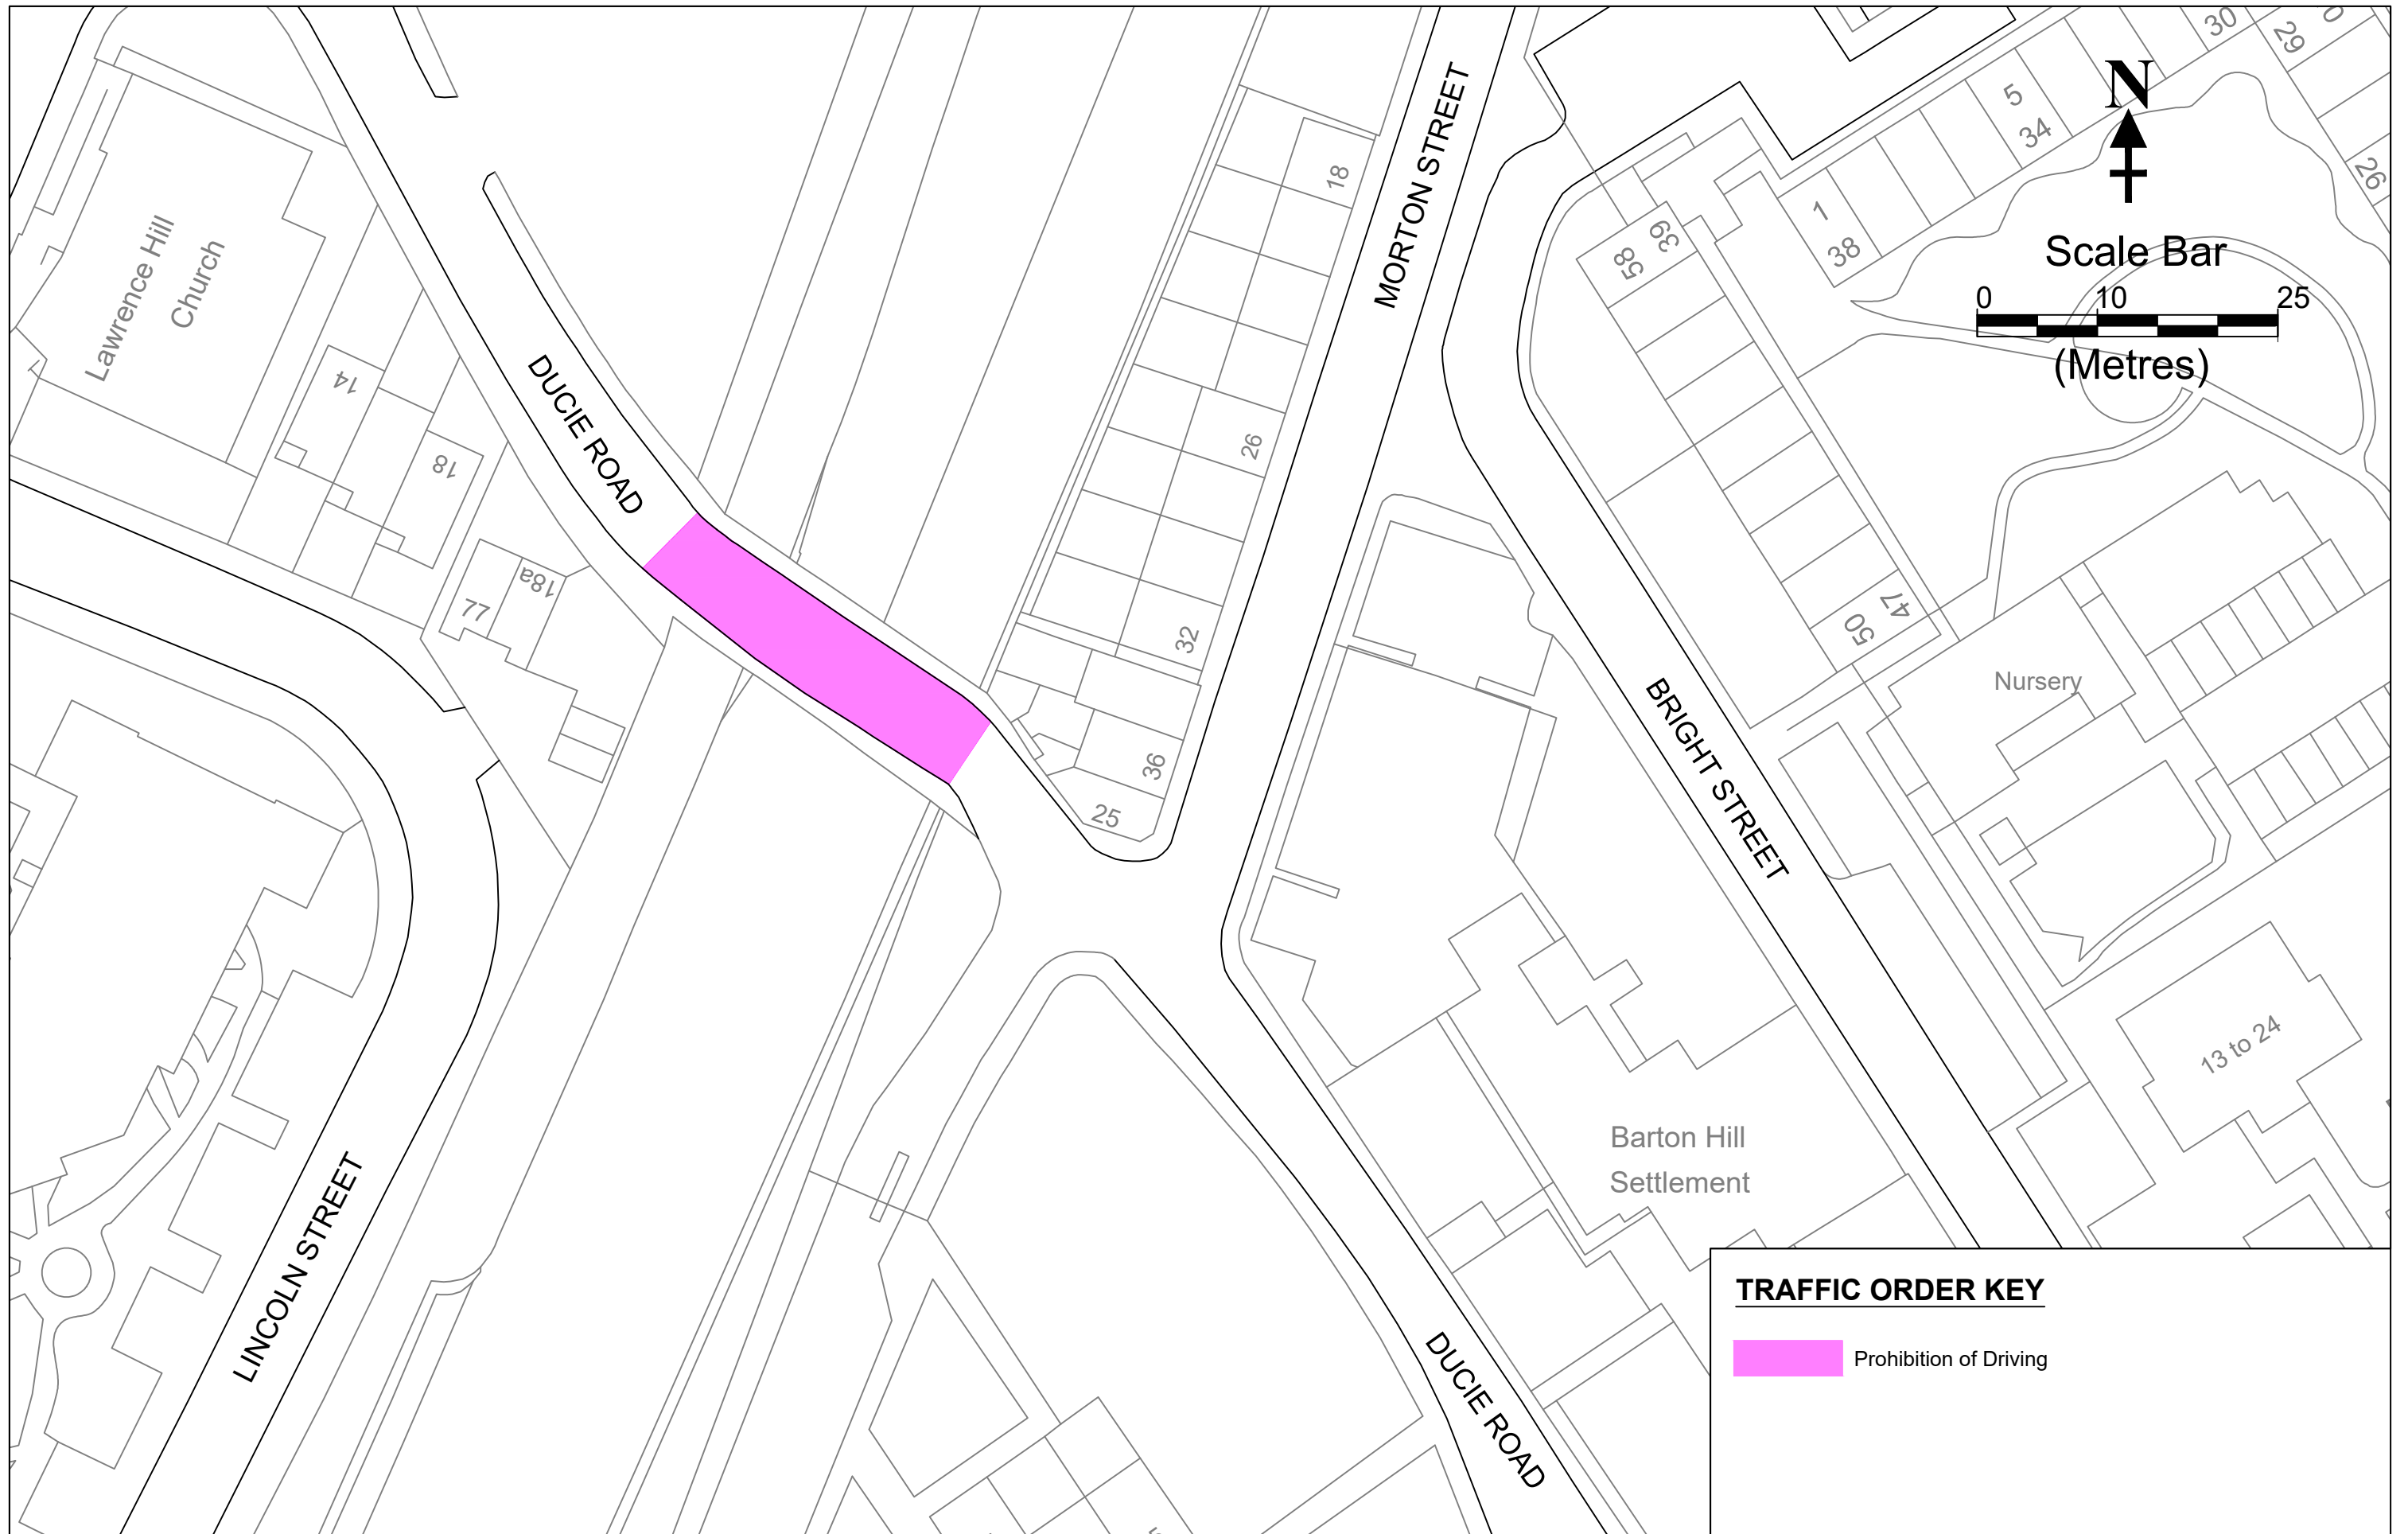 30
29
5
34
26
N
1
38
Scale Bar
0 10 25
(Metres)
18
MORTON STREET
39
58
Lawrence Hill
Church
14
18
DUCIE ROAD
26
77
18a
32
47
50
Nursery
36
25
BRIGHT STREET
13 to 24
Barton Hill
Settlement
LINCOLN STREET
DUCIE ROAD
TRAFFIC ORDER KEY
Prohibition of Driving